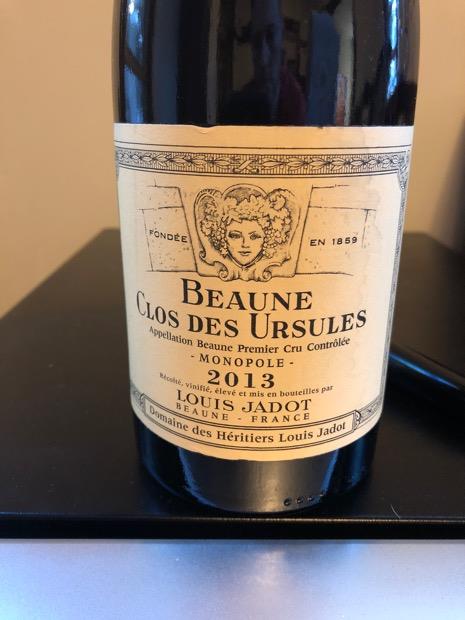 FONDÉE EN 1859
BEAUNE
CLOS DES URSULES
Appellation Beaune Premier Cru Contrôlée
- MONOPOLE -
2013
Récolté, vinifié, élevé et mis en bouteilles par
LOUIS JADOT
BEAUNE - FRANCE
Domaine des Héritiers Louis Jadot